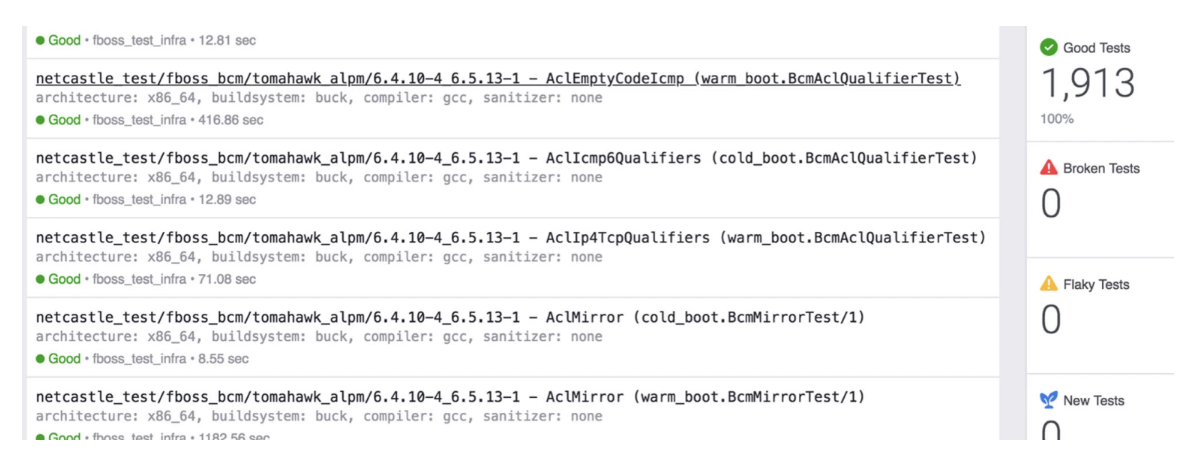 Good • fboss_test_infra • 12.81 sec
netcastle_test/fboss_bcm/tomahawk_alpm/6.4.10-4_6.5.13-1 – AclEmptyCodeIcmp (warm_boot.BcmAclQualifierTest)
architecture: x86_64, buildsystem: buck, compiler: gcc, sanitizer: none
Good • fboss_test_infra • 416.86 sec
netcastle_test/fboss_bcm/tomahawk_alpm/6.4.10-4_6.5.13-1 – AclIcmp6Qualifiers (cold_boot.BcmAclQualifierTest)
architecture: x86_64, buildsystem: buck, compiler: gcc, sanitizer: none
Good • fboss_test_infra • 12.89 sec
netcastle_test/fboss_bcm/tomahawk_alpm/6.4.10-4_6.5.13-1 – AclIp4TcpQualifiers (warm_boot.BcmAclQualifierTest)
architecture: x86_64, buildsystem: buck, compiler: gcc, sanitizer: none
Good • fboss_test_infra • 71.08 sec
netcastle_test/fboss_bcm/tomahawk_alpm/6.4.10-4_6.5.13-1 – AclMirror (cold_boot.BcmMirrorTest/1)
architecture: x86_64, buildsystem: buck, compiler: gcc, sanitizer: none
Good • fboss_test_infra • 8.55 sec
netcastle_test/fboss_bcm/tomahawk_alpm/6.4.10-4_6.5.13-1 – AclMirror (warm_boot.BcmMirrorTest/1)
architecture: x86_64, buildsystem: buck, compiler: gcc, sanitizer: none
Good • fboss_test_infra • 1182.56 sec
Good Tests
1,913
100%
Broken Tests
0
Flaky Tests
0
New Tests
0